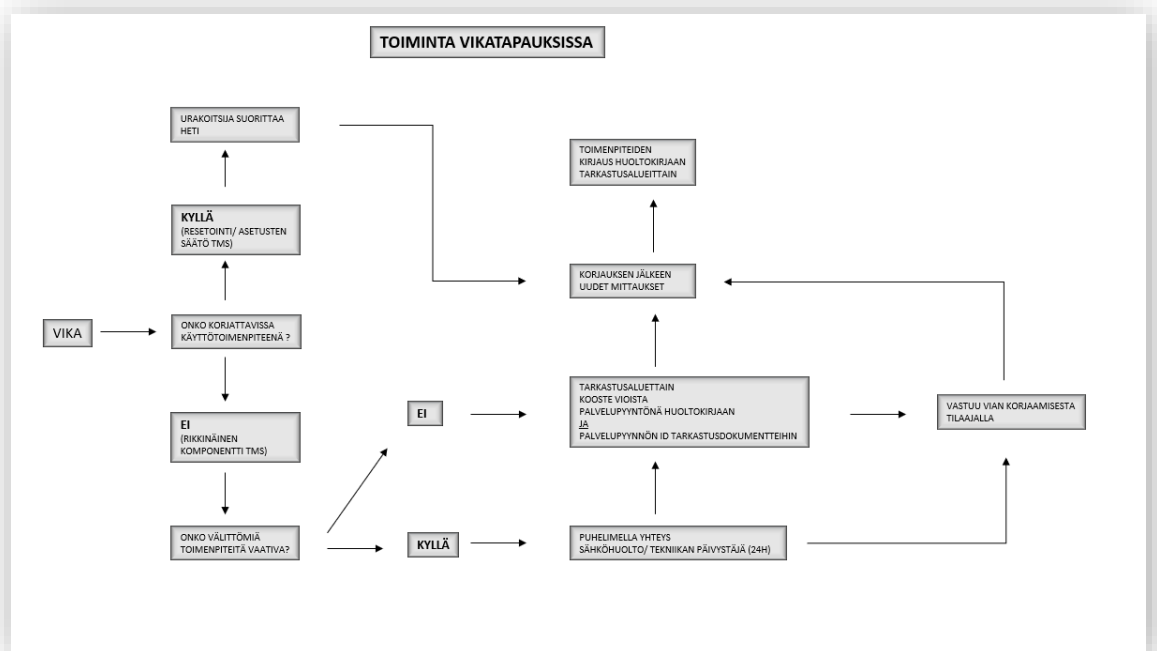 TOIMINTA VIKATAPAUKSISSA
URAKOITSIJA SUORITTAA
HETI
KYLLÄ
(RESETOINTI/ ASETUSTEN
SÄÄTÖ TMS)
VIKA
ONKO KORJATTAVISSA
KÄYTTÖTOIMENPITEENÄ ?
EI
(RIKKINÄINEN
KOMPONENTTI TMS)
ONKO VÄLITTÖMIÄ
TOIMENPITEITÄ VAATIVA?
EI
KYLLÄ
TOIMENPITEIDEN
KIRJAUS HUOLTOKIRJAAN
TARKASTUSALUEITTAIN
KORJAUKSEN JÄLKEEN
UUDET MITTAUKSET
TARKASTUSALUETTAIN
KOOSTE VIOISTA
PALVELUPYYNTÖNÄ HUOLTOKIRJAAN
JA
PALVELUPYYNNÖN ID TARKASTUSDOKUMENTTEIHIN
PUHELIMELLA YHTEYS
SÄHKÖHUOLTO/ TEKNIIKAN PÄIVYSTÄJÄ (24H)
VASTUU VIAN KORJAAMISESTA
TILAAJALLA